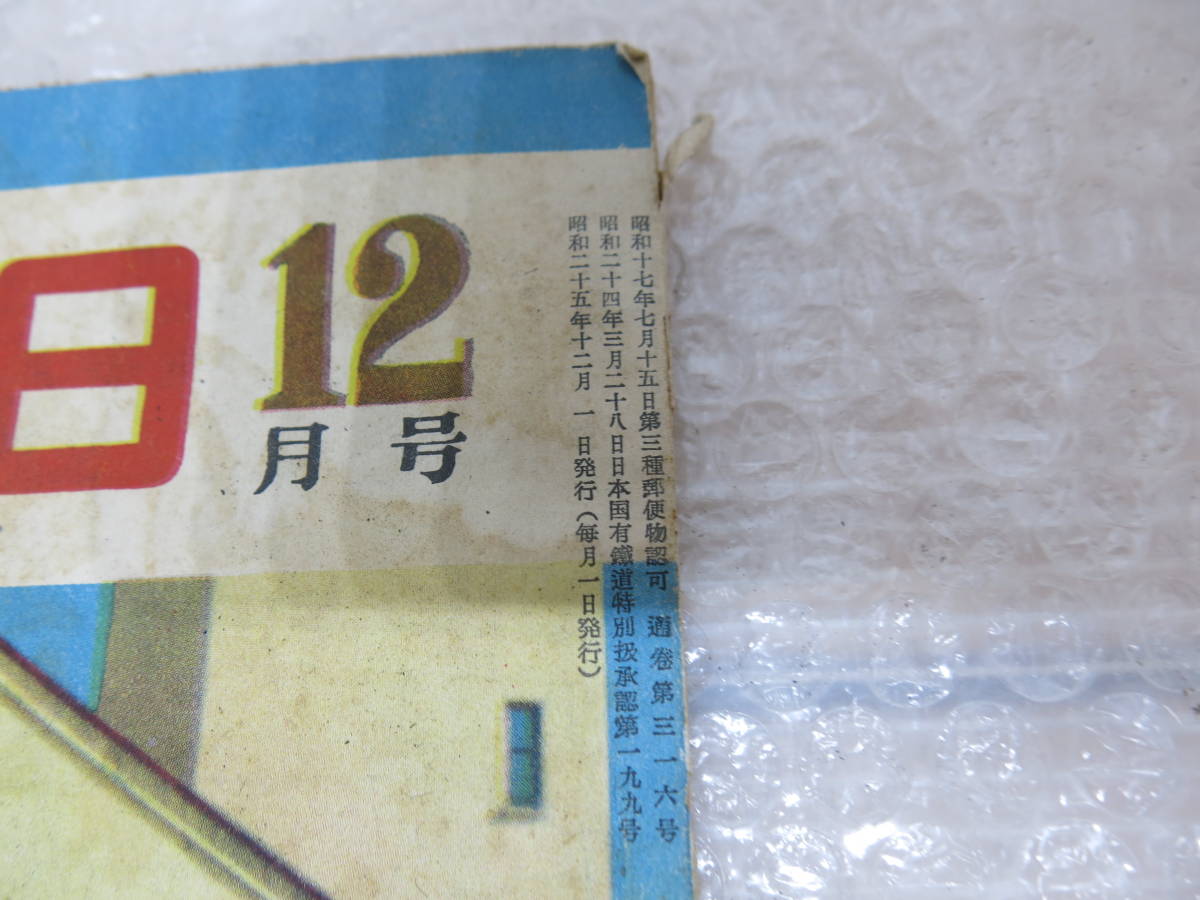 日
12
月号
昭和十七年七月十五日第三種郵便物認可 通巻第三一六号
昭和二十四年三月二十八日日本国有鐵道特別扱承認第一九九号
昭和二十五年十二月一日発行(毎月一日発行)